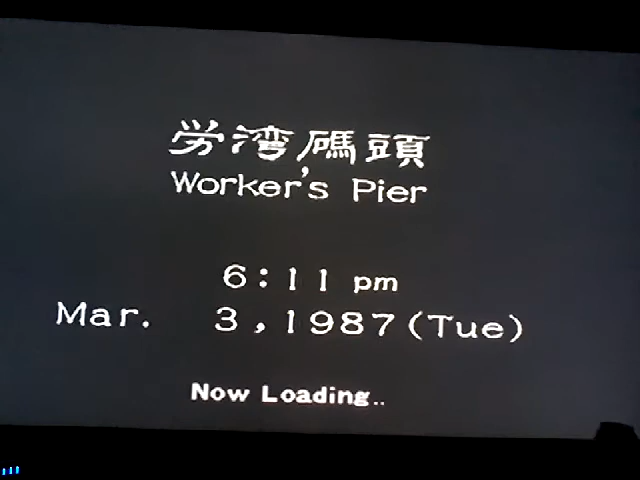 労湾碼頭
Worker's Pier
6:11 pm
Mar. 3,1987(Tue)
Now Loading..